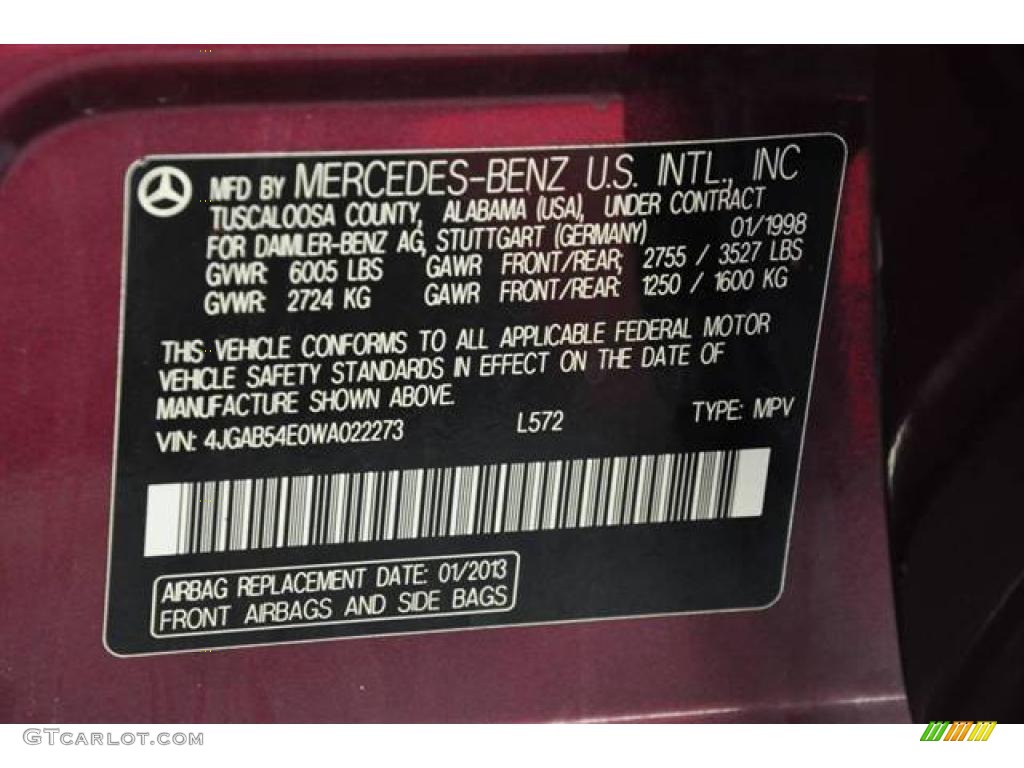 MFD BY MERCEDES-BENZ U.S. INTL., INC
TUSCALOOSA COUNTY, ALABAMA (USA), UNDER CONTRACT
FOR DAIMLER-BENZ AG, STUTTGART (GERMANY) 01/1998
GVWR: 6005 LBS GAWR FRONT/REAR: 2755 / 3527 LBS
GVWR: 2724 KG GAWR FRONT/REAR: 1250 / 1600 KG
THIS VEHICLE CONFORMS TO ALL APPLICABLE FEDERAL MOTOR
VEHICLE SAFETY STANDARDS IN EFFECT ON THE DATE OF
MANUFACTURE SHOWN ABOVE.
VIN: 4JGAB54E0WA022273 L572 TYPE: MPV
AIRBAG REPLACEMENT DATE: 01/2013
FRONT AIRBAGS AND SIDE BAGS
GTCarLot.com